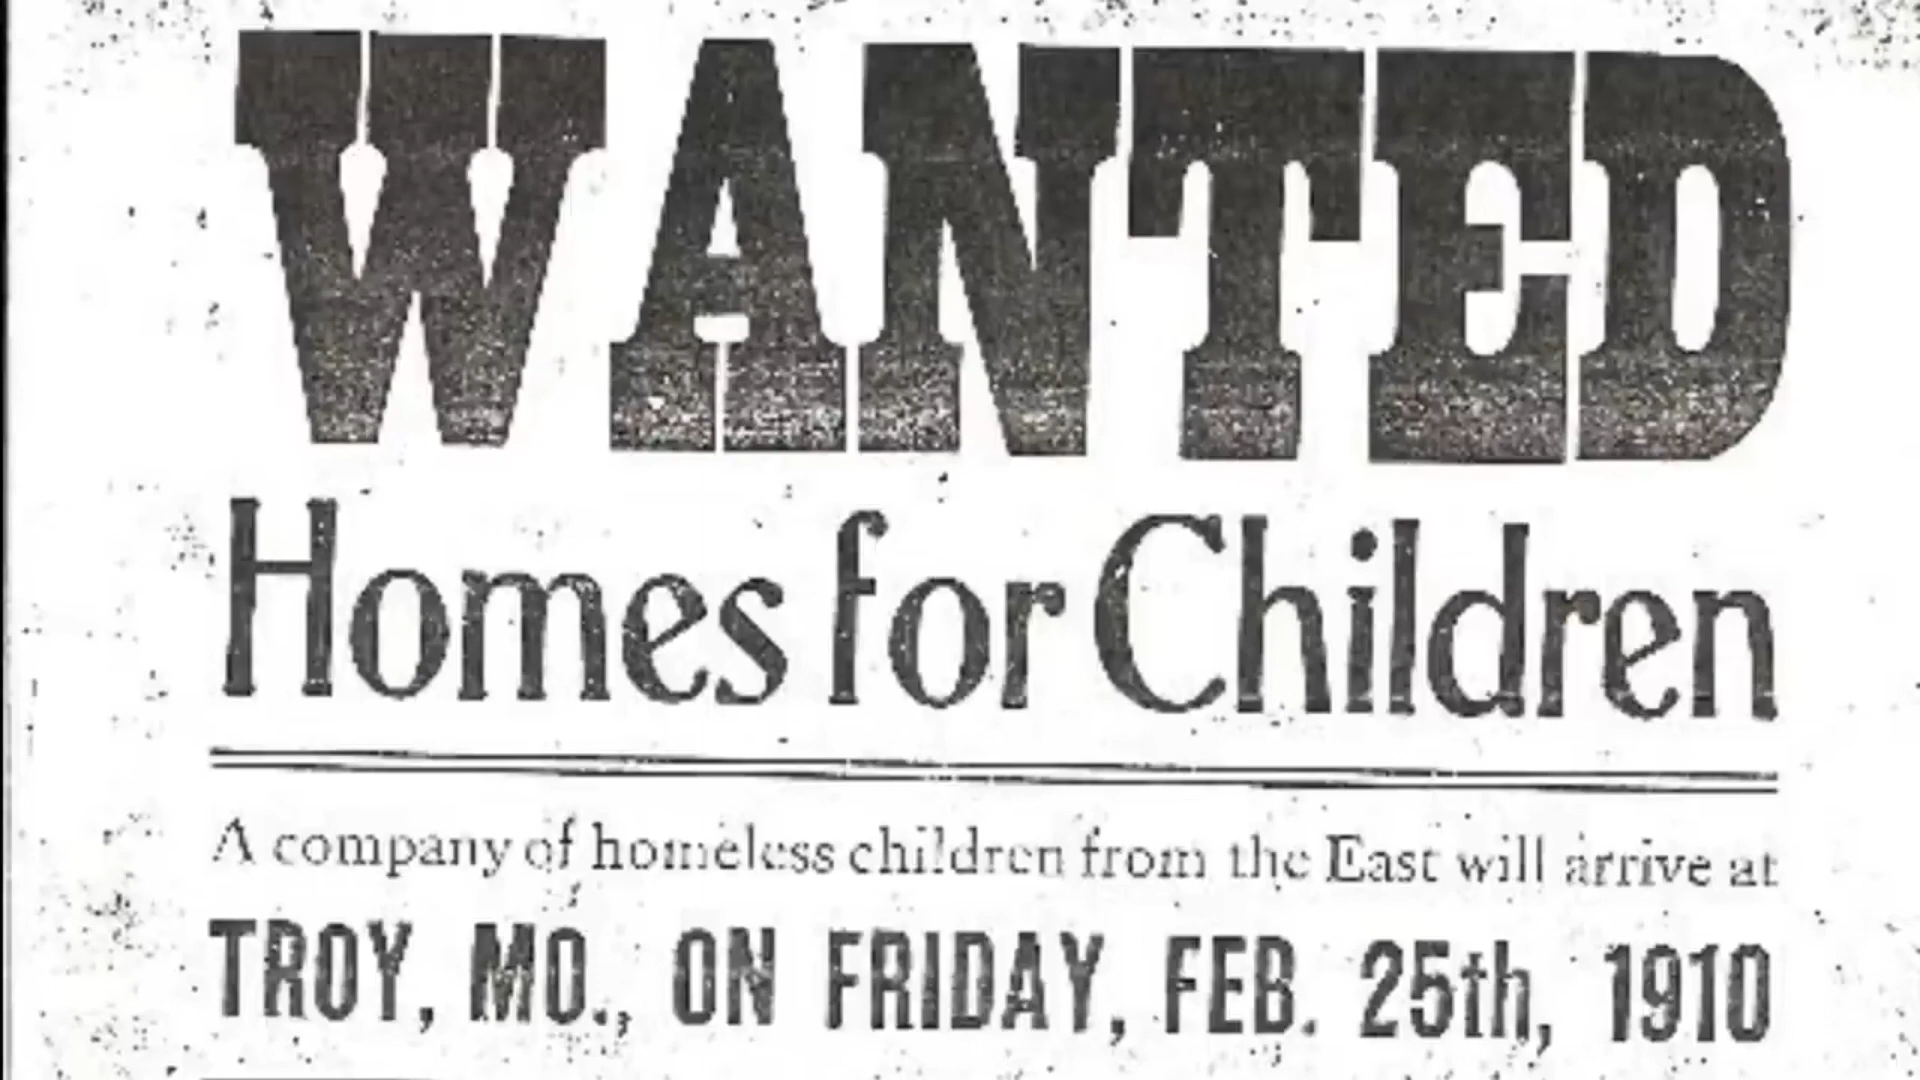 WANTED
Homes for Children
A company of homeless children from the East will arrive at
TROY, MO., ON FRIDAY, FEB. 25th, 1910